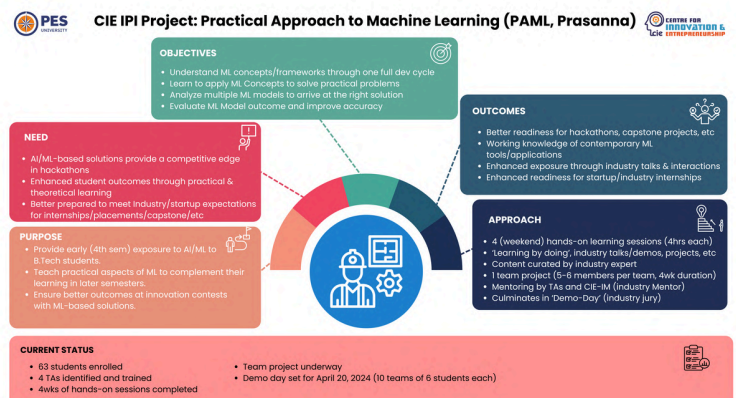 PES
UNIVERSITY
CIE IPI Project: Practical Approach to Machine Learning (PAML, Prasanna)
cie
CENTRE FOR
INNOVATION &
ENTREPRENEURSHIP
OBJECTIVES
• Understand ML concepts/frameworks through one full dev cycle
• Learn to apply ML Concepts to solve practical problems
• Analyze multiple ML models to arrive at the right solution
• Evaluate ML Model outcome and improve accuracy
NEED
• AI/ML-based solutions provide a competitive edge
in hackathons
• Enhanced student outcomes through practical &
theoretical learning
• Better prepared to meet Industry/startup expectations
for internships/placements/capstone/etc
OUTCOMES
• Better readiness for hackathons, capstone projects, etc
• Working knowledge of contemporary ML
tools/applications
• Enhanced exposure through industry talks & interactions
• Enhanced readiness for startup/industry internships
PURPOSE
• Provide early (4th sem) exposure to AI/ML to
B.Tech students.
• Teach practical aspects of ML to complement their
learning in later semesters.
• Ensure better outcomes at innovation contests
with ML-based solutions.
APPROACH
• 4 (weekend) hands-on learning sessions (4hrs each)
• 'Learning by doing', industry talks/demos, projects, etc
• Content curated by industry expert
• 1 team project (5-6 members per team, 4wk duration)
• Mentoring by TAs and CIE-IM (industry Mentor)
• Culminates in 'Demo-Day' (industry jury)
CURRENT STATUS
• 63 students enrolled
• 4 TAs identified and trained
• 4wks of hands-on sessions completed
• Team project underway
• Demo day set for April 20, 2024 (10 teams of 6 students each)